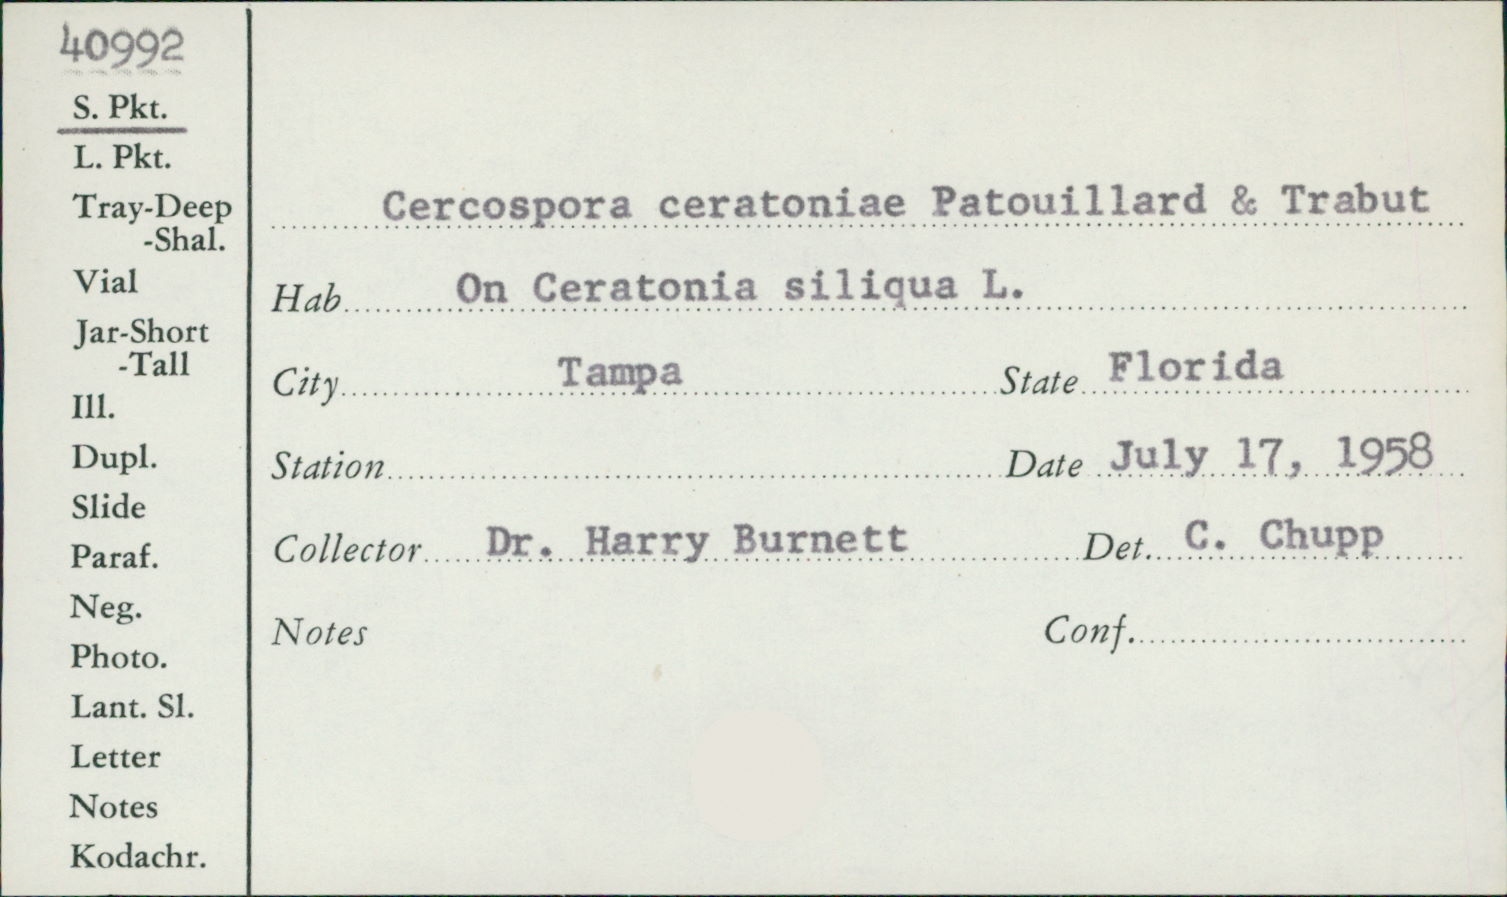 40992
S. Pkt.
L. Pkt.
Tray-Deep
-Shal.
Vial
Jar-Short
-Tall
Ill.
Dupl.
Slide
Paraf.
Neg.
Photo.
Lant. Sl.
Letter
Notes
Kodachr.
Cercospora ceratoniae Patouillard & Trabut
Hab On Ceratonia siliqua L.
City Tampa State Florida
Station Date July 17, 1958
Collector Dr. Harry Burnett Det. C. Chupp
Notes Conf.